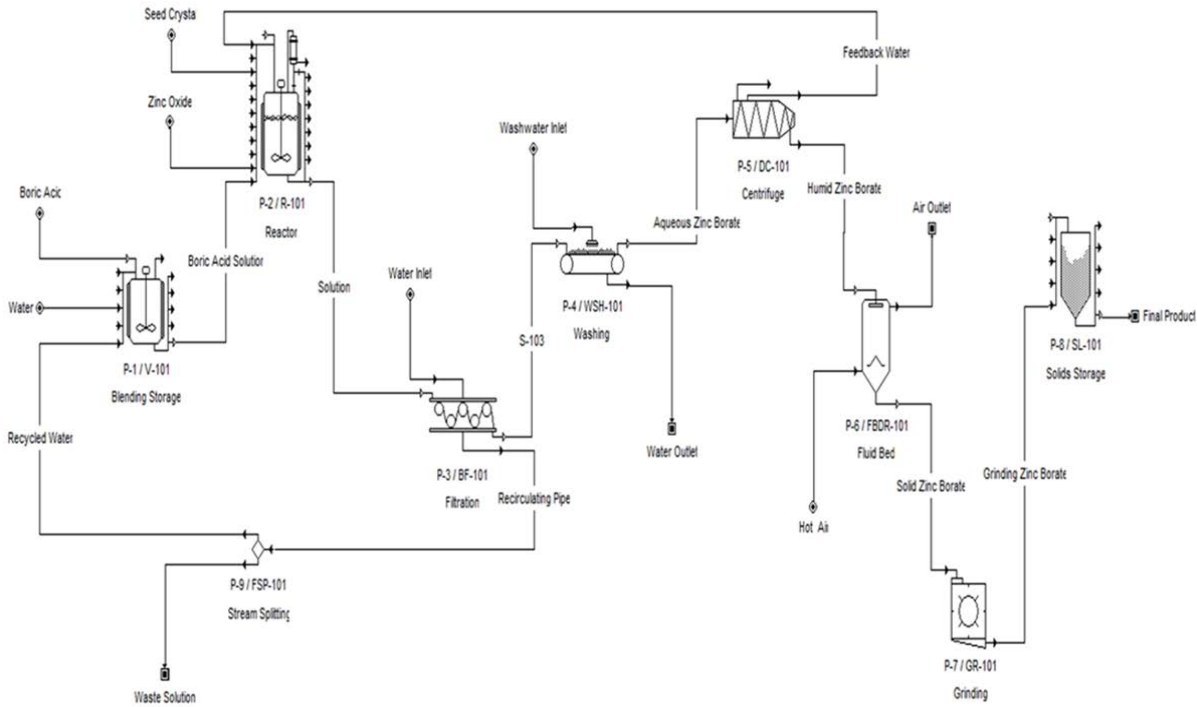 Seed Crysta
Zinc Oxide
Boric Acic
Water
P-2 / R-101
Reactor
Boric Acid Solutior
P-1 / V-101
Blending Storage
Recycled Water
Solution
Water Inlet
Washwater Inlet
S-103
P-4 / WSH-101
Washing
P-3 / BF-101
Filtration
Recirculating Pipe
Water Outlet
P-9 / FSP-101
Stream Splitting
Waste Solution
Feedback Water
P-5 / DC-101
Centrifuge
Aqueous Zinc Borate
Humid Zinc Borate
Air Outlet
P-6 / FBDR-101
Fluid Bed
Hot Ai
Solid Zinc Borate
Grinding Zinc Borate
P-7 / GR-101
Grinding
P-8 / SL-101
Solids Storage
Final Product